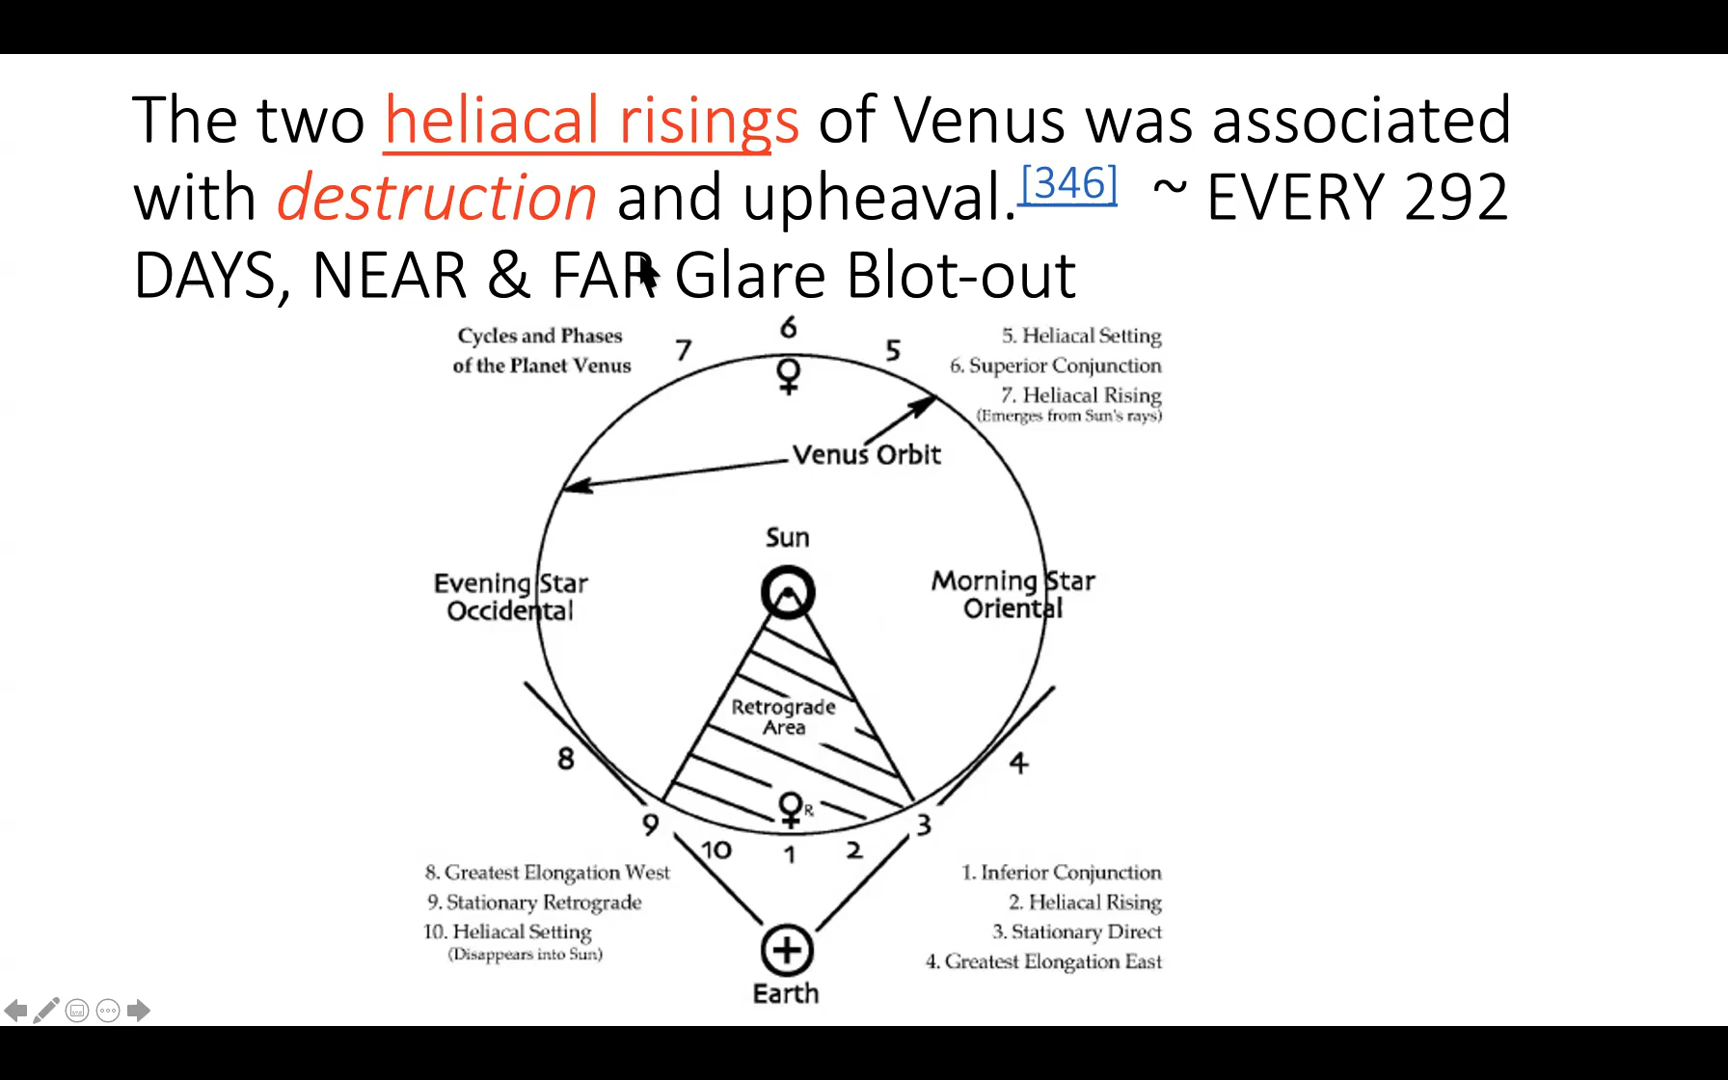 The two heliacal risings of Venus was associated
with destruction and upheaval.[346] ~ EVERY 292
DAYS, NEAR & FAR Glare Blot-out
Cycles and Phases
of the Planet Venus
7
6
5
5. Heliacal Setting
6. Superior Conjunction
7. Heliacal Rising
(Emerges from Sun's rays)
♀
Venus Orbit
Sun
Evening Star
Occidental
Morning Star
Oriental
Retrograde
Area
8
4
♀R
9
3
10
1
2
8. Greatest Elongation West
9. Stationary Retrograde
10. Heliacal Setting
(Disappears into Sun)
1. Inferior Conjunction
2. Heliacal Rising
3. Stationary Direct
4. Greatest Elongation East
Earth